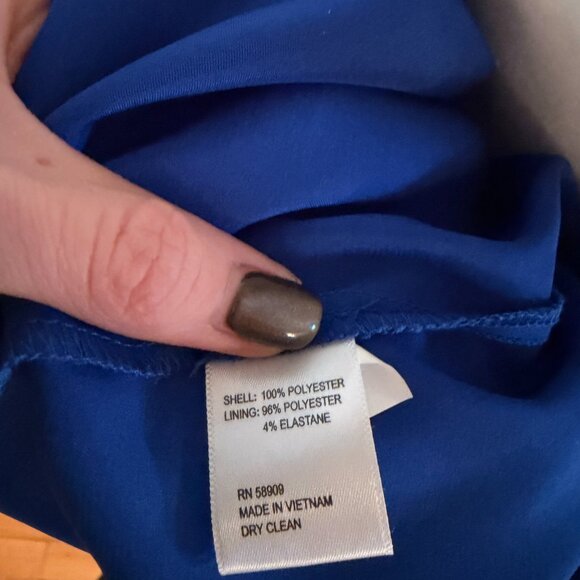 SHELL: 100% POLYESTER
LINING: 96% POLYESTER
4% ELASTANE
RN 58909
MADE IN VIETNAM
DRY CLEAN